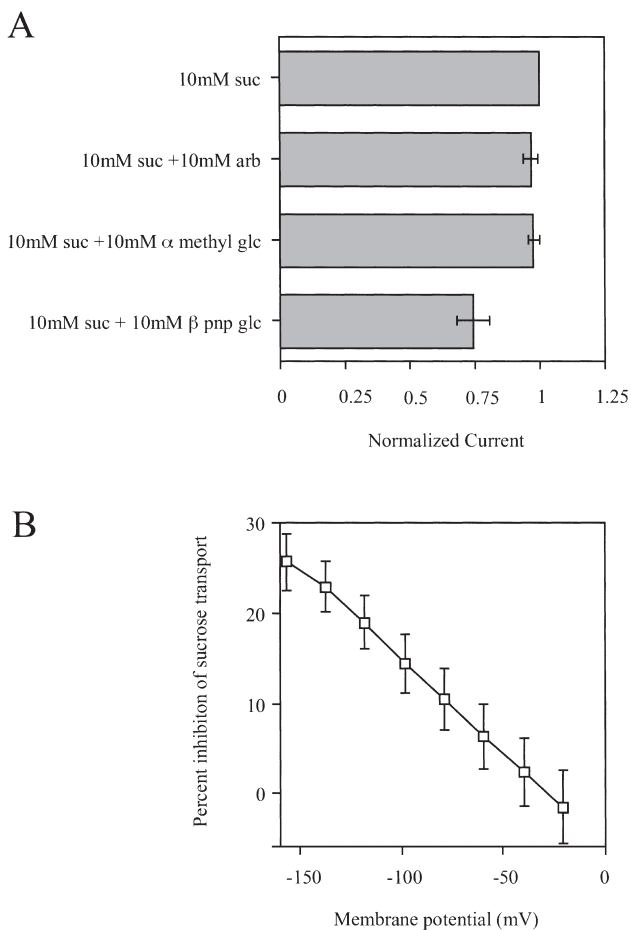 A
10mM suc
10mM suc +10mM arb
10mM suc +10mM α methyl glc
10mM suc + 10mM β pnp glc
0 0.25 0.5 0.75 1 1.25
Normalized Current
B
Percent inhibiton of sucrose transport
30
20
10
0
-150 -100 -50 0
Membrane potential (mV)